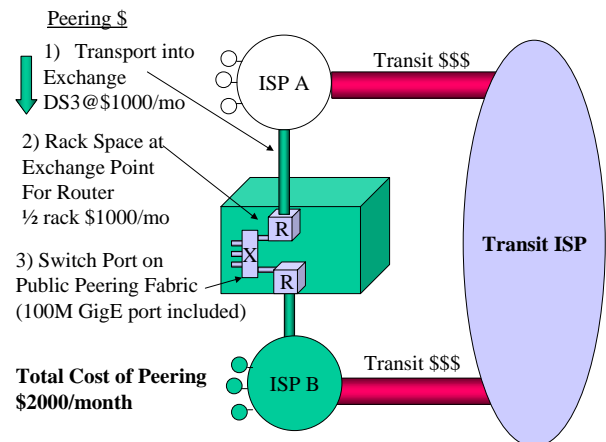 Peering $
1) Transport into
Exchange
DS3@$1000/mo
2) Rack Space at
Exchange Point
For Router
½ rack $1000/mo
3) Switch Port on
Public Peering Fabric
(100M GigE port included)
Total Cost of Peering
$2000/month
ISP A
Transit $$$
R
X
R
Transit ISP
ISP B
Transit $$$